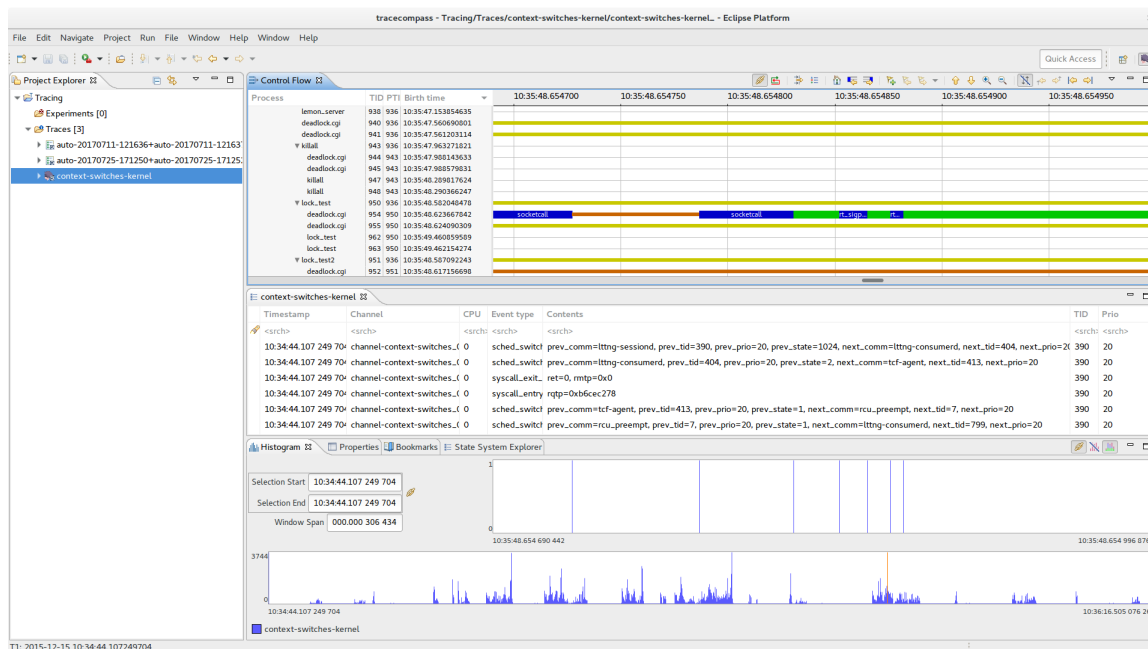 tracecompass - Tracing/Traces/context-switches-kernel/context-switches-kernel_ - Eclipse Platform
File Edit Navigate Project Run File Window Help Window Help
Quick Access
Project Explorer
Tracing
Experiments [0]
Traces [3]
auto-20170711-121636+auto-20170711-12163
auto-20170725-171250+auto-20170725-17125
context-switches-kernel
Control Flow
Process TID PTI Birth time 10:35:48.654700 10:35:48.654750 10:35:48.654800 10:35:48.654850 10:35:48.654900 10:35:48.654950
lemon_server 938 936 10:35:47.153854635
deadlock.cgi 940 936 10:35:47.560690801
deadlock.cgi 941 936 10:35:47.561203114
killall 943 936 10:35:47.963271821
deadlock.cgi 944 943 10:35:47.988143633
deadlock.cgi 945 943 10:35:47.988579831
killall 947 943 10:35:48.289817624
killall 948 943 10:35:48.290366247
lock_test 950 936 10:35:48.582048478
deadlock.cgi 954 950 10:35:48.623667842 socketcall socketcall rt_sigp... rt_
deadlock.cgi 955 950 10:35:48.624090309
lock_test 962 950 10:35:49.460859589
lock_test 963 950 10:35:49.462154274
lock_test2 951 936 10:35:48.587092243
deadlock.cgi 952 951 10:35:48.617156698
context-switches-kernel
Timestamp Channel CPU Event type Contents TID Prio
<srch> <srch> <srch> <srch> <srch> <srch> <srch>
10:34:44.107 249 704 channel-context-switches_( 0 sched_switch prev_comm=lttng-sessiond, prev_tid=390, prev_prio=20, prev_state=1024, next_comm=lttng-consumerd, next_tid=404, next_prio=20 390 20
10:34:44.107 249 704 channel-context-switches_( 0 sched_switch prev_comm=lttng-consumerd, prev_tid=404, prev_prio=20, prev_state=2, next_comm=tcf-agent, next_tid=413, next_prio=20 390 20
10:34:44.107 249 704 channel-context-switches_( 0 syscall_exit_ ret=0, rmtp=0x0 390 20
10:34:44.107 249 704 channel-context-switches_( 0 syscall_entry rqtp=0xb6cec278 390 20
10:34:44.107 249 704 channel-context-switches_( 0 sched_switch prev_comm=tcf-agent, prev_tid=413, prev_prio=20, prev_state=1, next_comm=rcu_preempt, next_tid=7, next_prio=20 390 20
10:34:44.107 249 704 channel-context-switches_( 0 sched_switch prev_comm=rcu_preempt, prev_tid=7, prev_prio=20, prev_state=1, next_comm=lttng-consumerd, next_tid=799, next_prio=20 390 20
Histogram Properties Bookmarks State System Explorer
1
Selection Start 10:34:44.107 249 704
Selection End 10:34:44.107 249 704
Window Span 000.000 306 434
0
10:35:48.654 690 442 10:35:48.654 996 876
3744
0
10:34:44.107 249 704 10:36:16.505 076 20
context-switches-kernel
T1: 2015-12-15 10:34:44.107249704